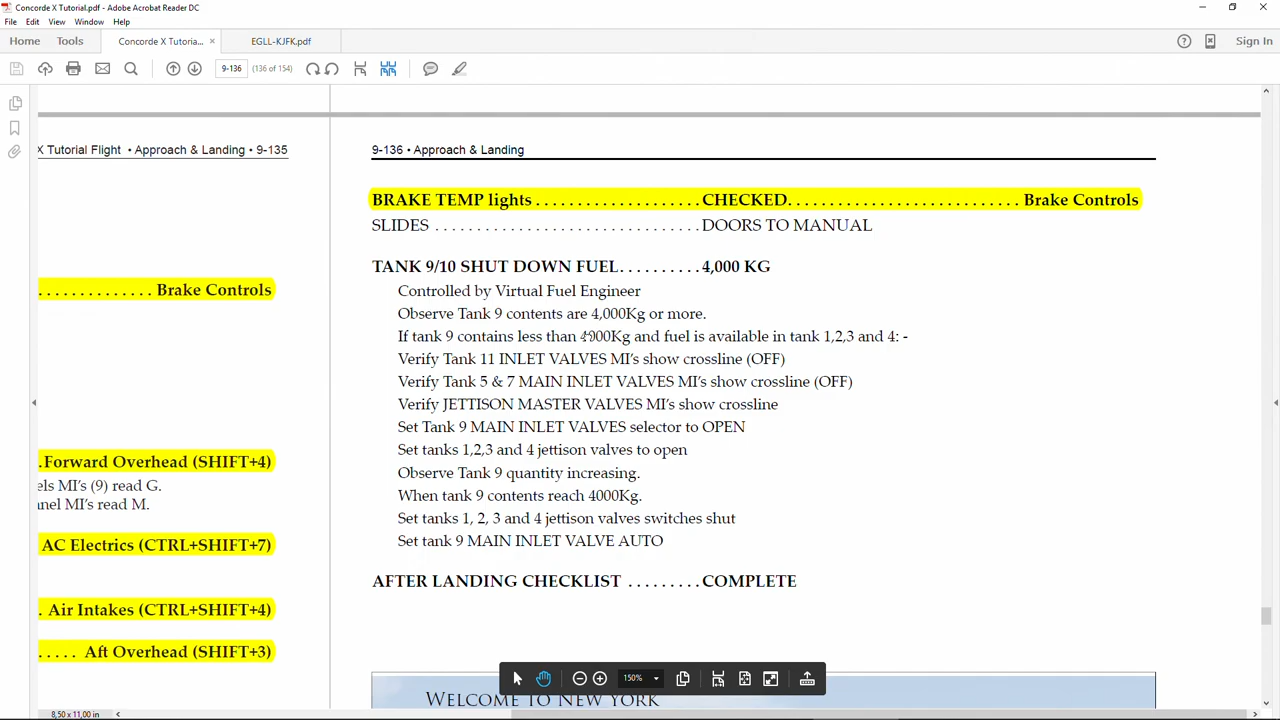 Concorde X Tutorial.pdf - Adobe Acrobat Reader DC
File Edit View Window Help
Home Tools Concorde X Tutoria... × EGLL-KJFK.pdf Sign In
9-136 (136 of 154)
X Tutorial Flight • Approach & Landing • 9-135
. . . . . . . . . . . . . . Brake Controls
. Forward Overhead (SHIFT+4)
els MI's (9) read G.
nnel MI's read M.
AC Electrics (CTRL+SHIFT+7)
. Air Intakes (CTRL+SHIFT+4)
. . . . . Aft Overhead (SHIFT+3)
9-136 • Approach & Landing
BRAKE TEMP lights . . . . . . . . . . . . . . . . . . . . CHECKED. . . . . . . . . . . . . . . . . . . . . . . . . . . . Brake Controls
SLIDES . . . . . . . . . . . . . . . . . . . . . . . . . . . . . . . . DOORS TO MANUAL
TANK 9/10 SHUT DOWN FUEL. . . . . . . . . . 4,000 KG
Controlled by Virtual Fuel Engineer
Observe Tank 9 contents are 4,000Kg or more.
If tank 9 contains less than 4000Kg and fuel is available in tank 1,2,3 and 4: -
Verify Tank 11 INLET VALVES MI's show crossline (OFF)
Verify Tank 5 & 7 MAIN INLET VALVES MI's show crossline (OFF)
Verify JETTISON MASTER VALVES MI's show crossline
Set Tank 9 MAIN INLET VALVES selector to OPEN
Set tanks 1,2,3 and 4 jettison valves to open
Observe Tank 9 quantity increasing.
When tank 9 contents reach 4000Kg.
Set tanks 1, 2, 3 and 4 jettison valves switches shut
Set tank 9 MAIN INLET VALVE AUTO
AFTER LANDING CHECKLIST . . . . . . . . . COMPLETE
WELCOME TO NEW YORK
150%
8,50 x 11,00 in